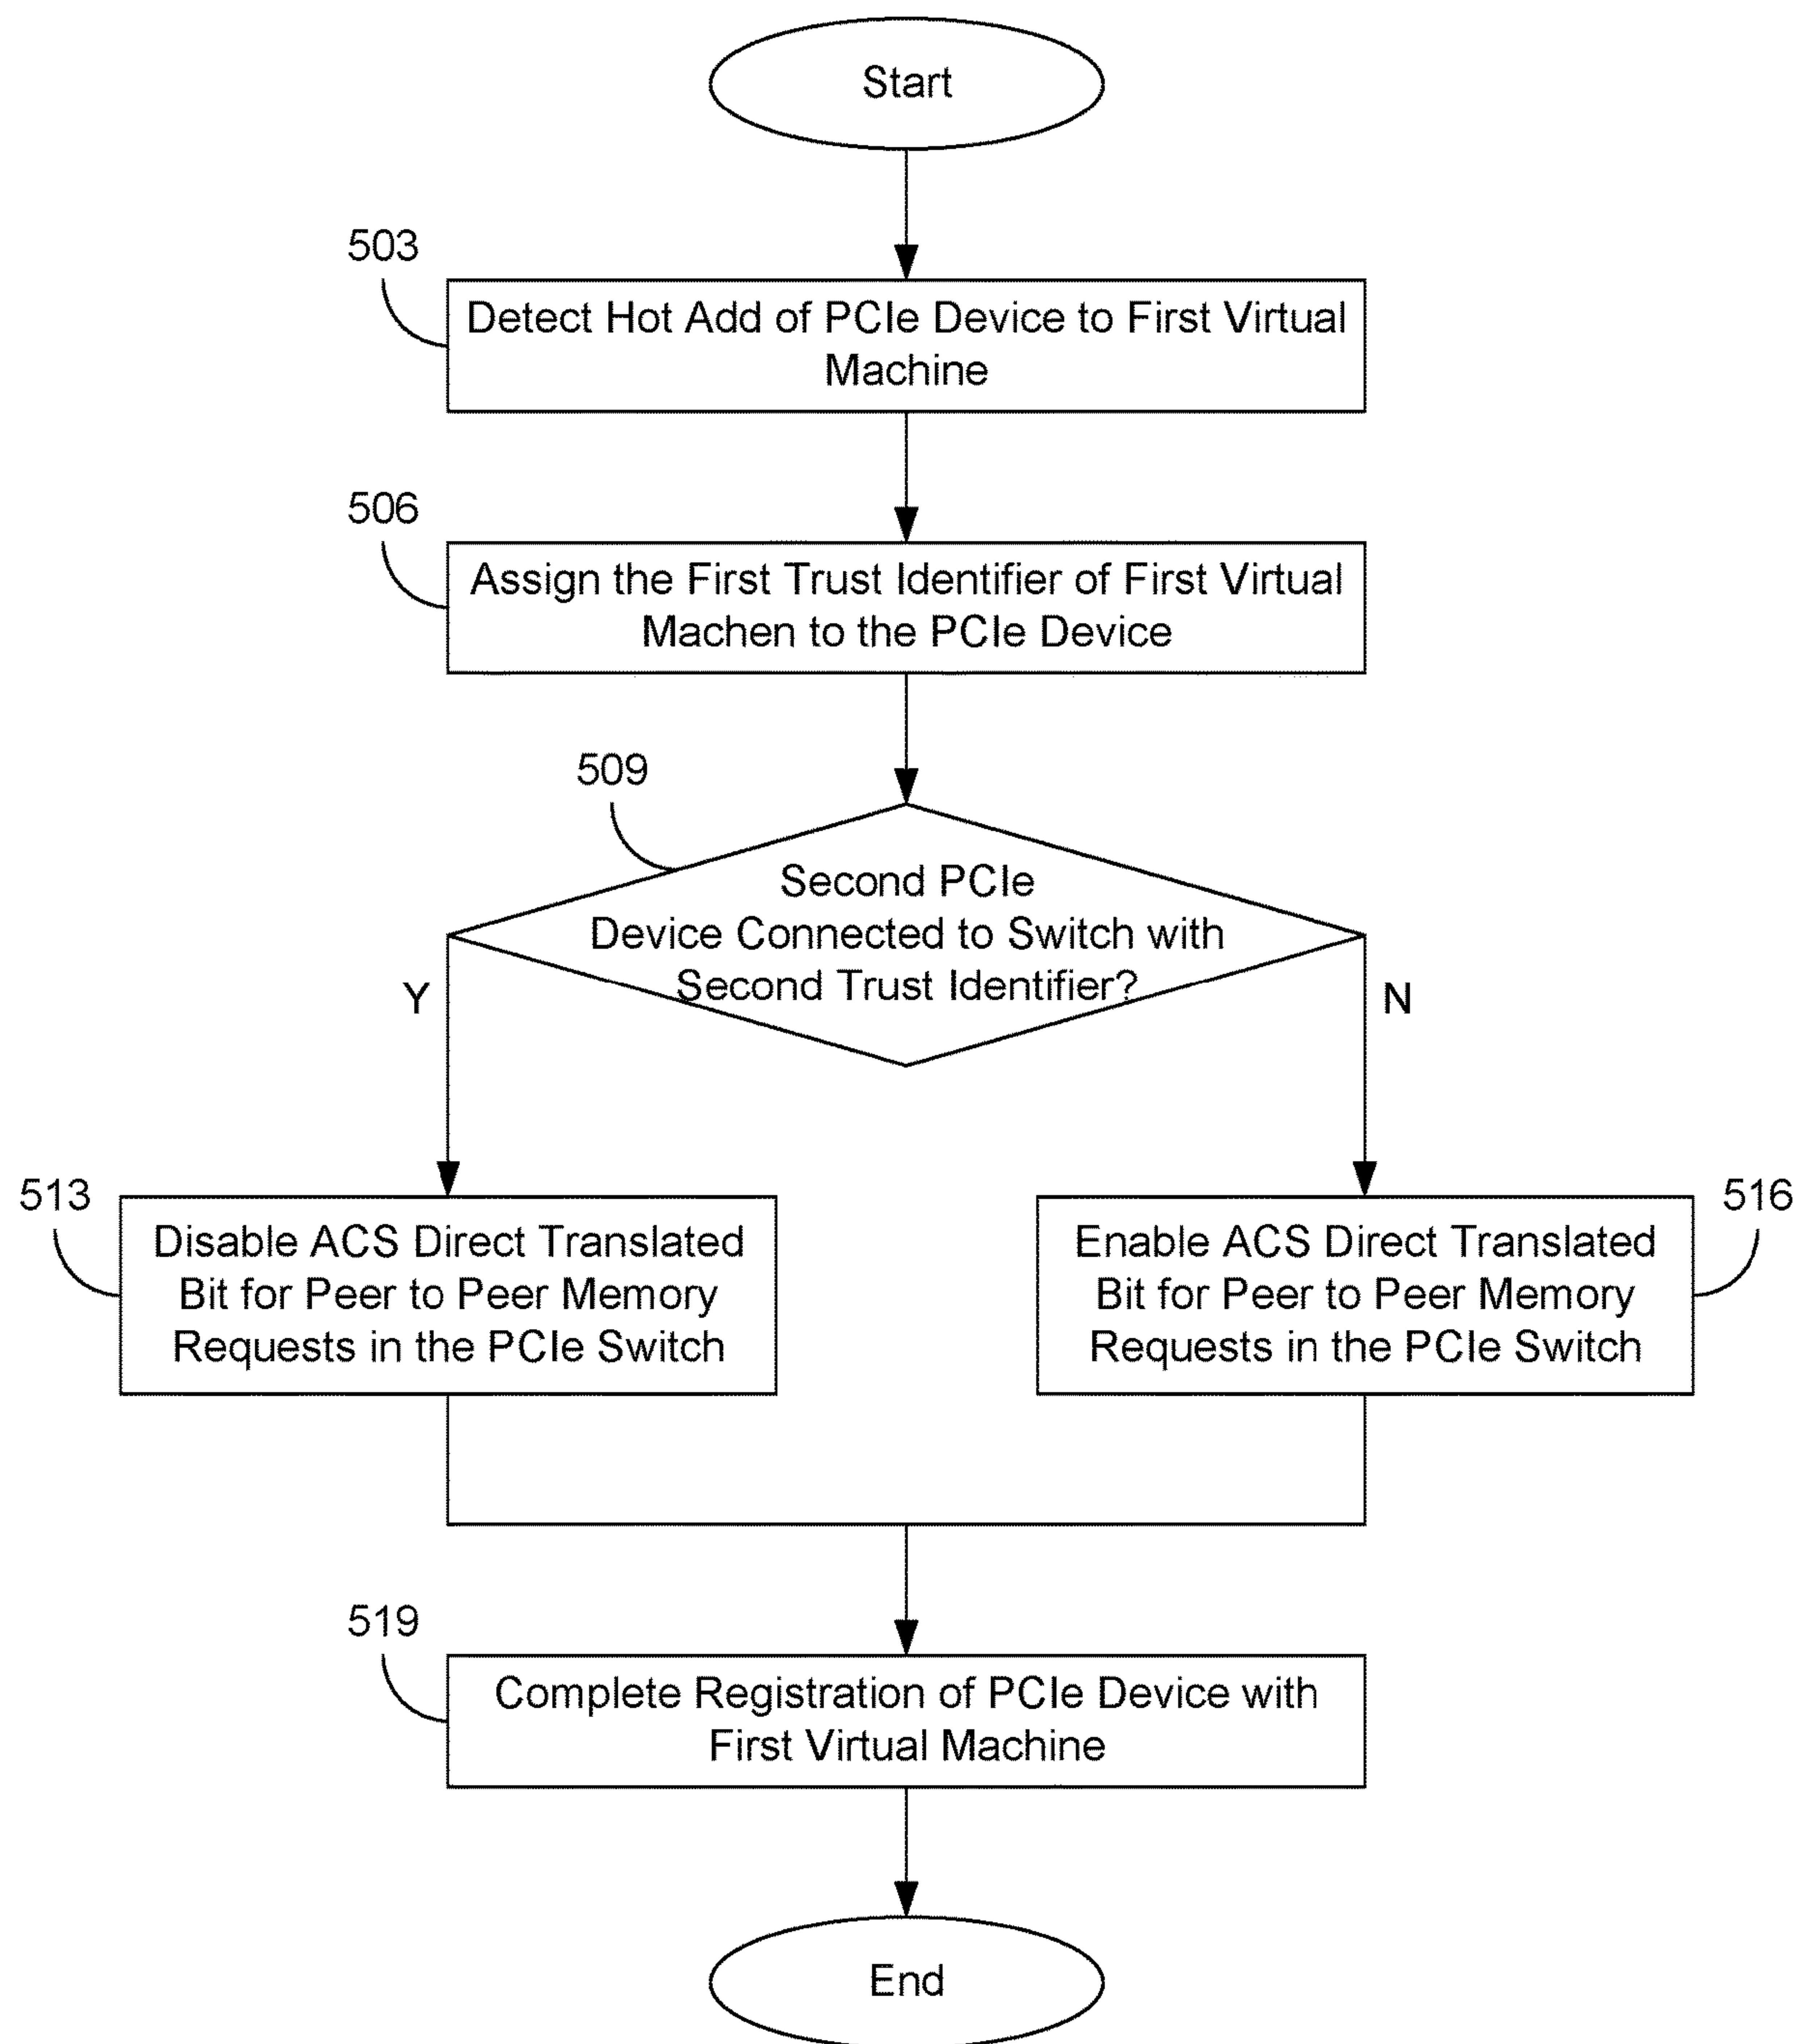 Start
503
Detect Hot Add of PCIe Device to First Virtual
Machine
506
Assign the First Trust Identifier of First Virtual
Machen to the PCIe Device
509
Second PCIe
Device Connected to Switch with
Second Trust Identifier?
Y
N
513
Disable ACS Direct Translated
Bit for Peer to Peer Memory
Requests in the PCIe Switch
516
Enable ACS Direct Translated
Bit for Peer to Peer Memory
Requests in the PCIe Switch
519
Complete Registration of PCIe Device with
First Virtual Machine
End